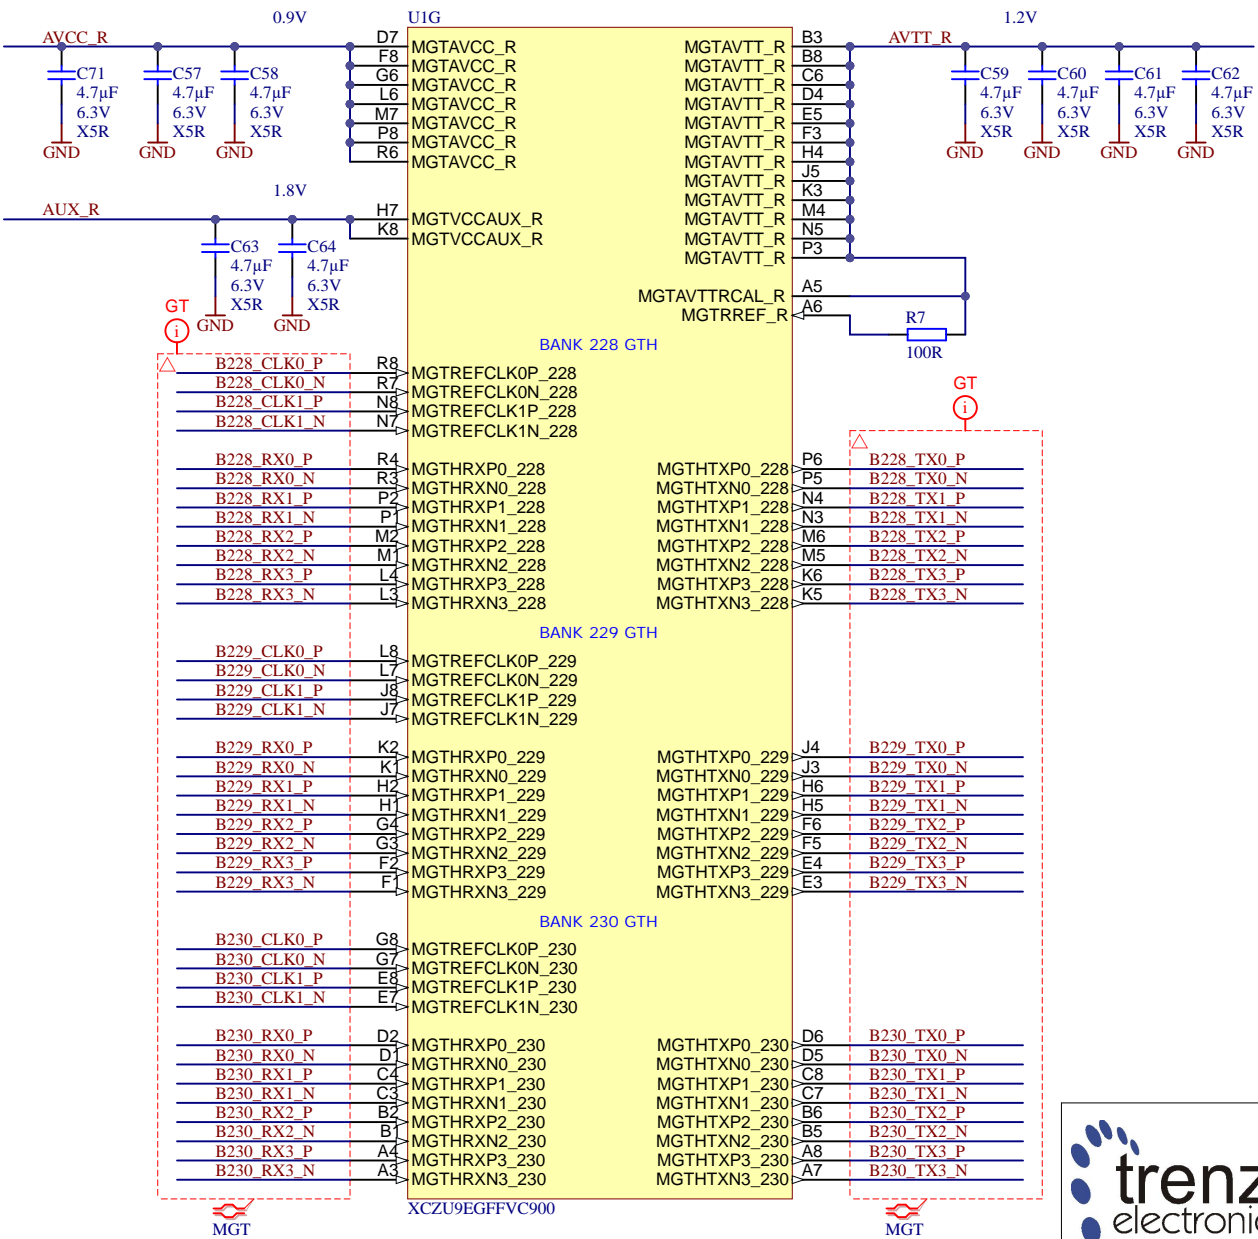 0.9V
U1G
1.2V
AVCC_R
D7 MGTAVCC_R
F8 MGTAVCC_R
G6 MGTAVCC_R
L6 MGTAVCC_R
M7 MGTAVCC_R
P8 MGTAVCC_R
R6 MGTAVCC_R
C71 4.7µF 6.3V X5R GND
C57 4.7µF 6.3V X5R GND
C58 4.7µF 6.3V X5R GND
MGTAVTT_R B3 AVTT_R
MGTAVTT_R B8
MGTAVTT_R C6
MGTAVTT_R D4
MGTAVTT_R E5
MGTAVTT_R F3
MGTAVTT_R H4
MGTAVTT_R J5
MGTAVTT_R K3
MGTAVTT_R M4
MGTAVTT_R N5
MGTAVTT_R P3
C59 4.7µF 6.3V X5R GND
C60 4.7µF 6.3V X5R GND
C61 4.7µF 6.3V X5R GND
C62 4.7µF 6.3V X5R GND
1.8V
AUX_R
H7 MGTVCCAUX_R
K8 MGTVCCAUX_R
C63 4.7µF 6.3V X5R GND
C64 4.7µF 6.3V X5R GND
MGTAVTTRCAL_R A5
MGTRREF_R A6
R7
100R
GT
i
BANK 228 GTH
B228_CLK0_P R8 MGTREFCLK0P_228
B228_CLK0_N R7 MGTREFCLK0N_228
B228_CLK1_P N8 MGTREFCLK1P_228
B228_CLK1_N N7 MGTREFCLK1N_228
GT
i
B228_RX0_P R4 MGTHRXP0_228 MGTHTXP0_228 P6 B228_TX0_P
B228_RX0_N R3 MGTHRXN0_228 MGTHTXN0_228 P5 B228_TX0_N
B228_RX1_P P2 MGTHRXP1_228 MGTHTXP1_228 N4 B228_TX1_P
B228_RX1_N P1 MGTHRXN1_228 MGTHTXN1_228 N3 B228_TX1_N
B228_RX2_P M2 MGTHRXP2_228 MGTHTXP2_228 M6 B228_TX2_P
B228_RX2_N M1 MGTHRXN2_228 MGTHTXN2_228 M5 B228_TX2_N
B228_RX3_P L4 MGTHRXP3_228 MGTHTXP3_228 K6 B228_TX3_P
B228_RX3_N L3 MGTHRXN3_228 MGTHTXN3_228 K5 B228_TX3_N
BANK 229 GTH
B229_CLK0_P L8 MGTREFCLK0P_229
B229_CLK0_N L7 MGTREFCLK0N_229
B229_CLK1_P J8 MGTREFCLK1P_229
B229_CLK1_N J7 MGTREFCLK1N_229
B229_RX0_P K2 MGTHRXP0_229 MGTHTXP0_229 J4 B229_TX0_P
B229_RX0_N K1 MGTHRXN0_229 MGTHTXN0_229 J3 B229_TX0_N
B229_RX1_P H2 MGTHRXP1_229 MGTHTXP1_229 H6 B229_TX1_P
B229_RX1_N H1 MGTHRXN1_229 MGTHTXN1_229 H5 B229_TX1_N
B229_RX2_P G4 MGTHRXP2_229 MGTHTXP2_229 F6 B229_TX2_P
B229_RX2_N G3 MGTHRXN2_229 MGTHTXN2_229 F5 B229_TX2_N
B229_RX3_P F2 MGTHRXP3_229 MGTHTXP3_229 E4 B229_TX3_P
B229_RX3_N F1 MGTHRXN3_229 MGTHTXN3_229 E3 B229_TX3_N
BANK 230 GTH
B230_CLK0_P G8 MGTREFCLK0P_230
B230_CLK0_N G7 MGTREFCLK0N_230
B230_CLK1_P E8 MGTREFCLK1P_230
B230_CLK1_N E7 MGTREFCLK1N_230
B230_RX0_P D2 MGTHRXP0_230 MGTHTXP0_230 D6 B230_TX0_P
B230_RX0_N D1 MGTHRXN0_230 MGTHTXN0_230 D5 B230_TX0_N
B230_RX1_P C4 MGTHRXP1_230 MGTHTXP1_230 C8 B230_TX1_P
B230_RX1_N C3 MGTHRXN1_230 MGTHTXN1_230 C7 B230_TX1_N
B230_RX2_P B2 MGTHRXP2_230 MGTHTXP2_230 B6 B230_TX2_P
B230_RX2_N B1 MGTHRXN2_230 MGTHTXN2_230 B5 B230_TX2_N
B230_RX3_P A4 MGTHRXP3_230 MGTHTXP3_230 A8 B230_TX3_P
B230_RX3_N A3 MGTHRXN3_230 MGTHTXN3_230 A7 B230_TX3_N
XCZU9EGFFVC900
MGT
MGT
trenz
electronic